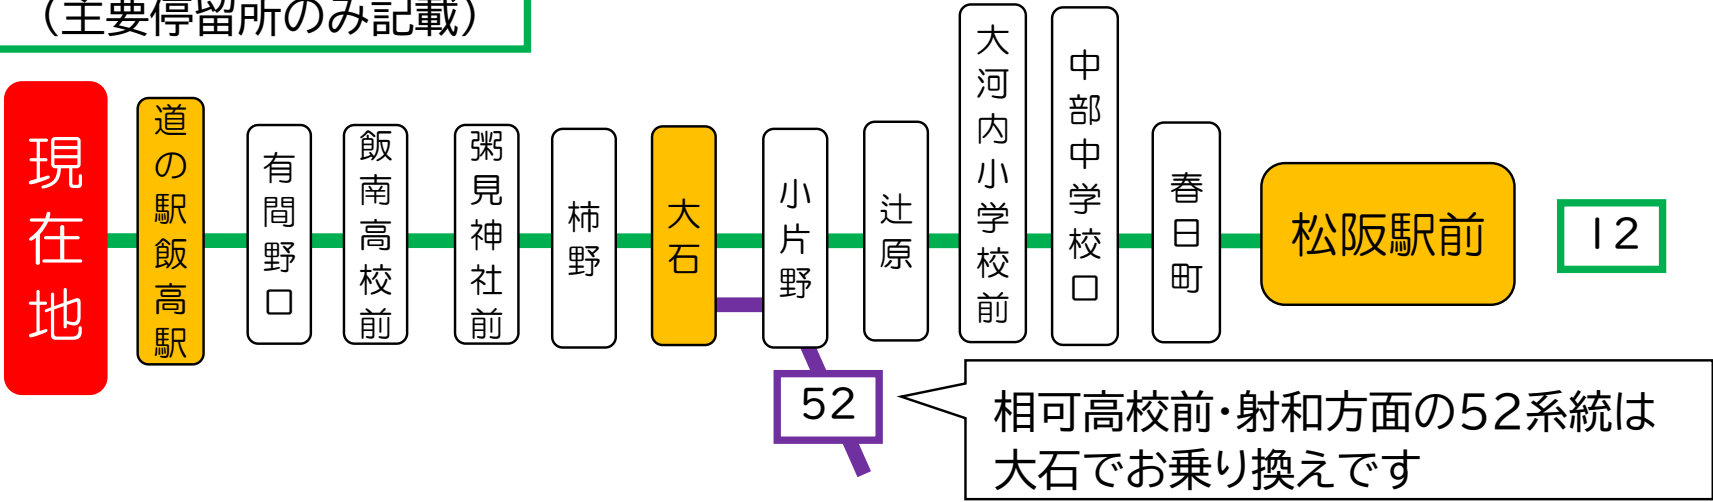 （主要停留所のみ記載）
現在地
道の駅飯高駅
有間野口
飯南高校前
粥見神社前
柿野
大石
小片野
辻原
大河内小学校前
中部中学校口
春日町
松阪駅前
12
52
相可高校前・射和方面の52系統は
大石でお乗り換えです